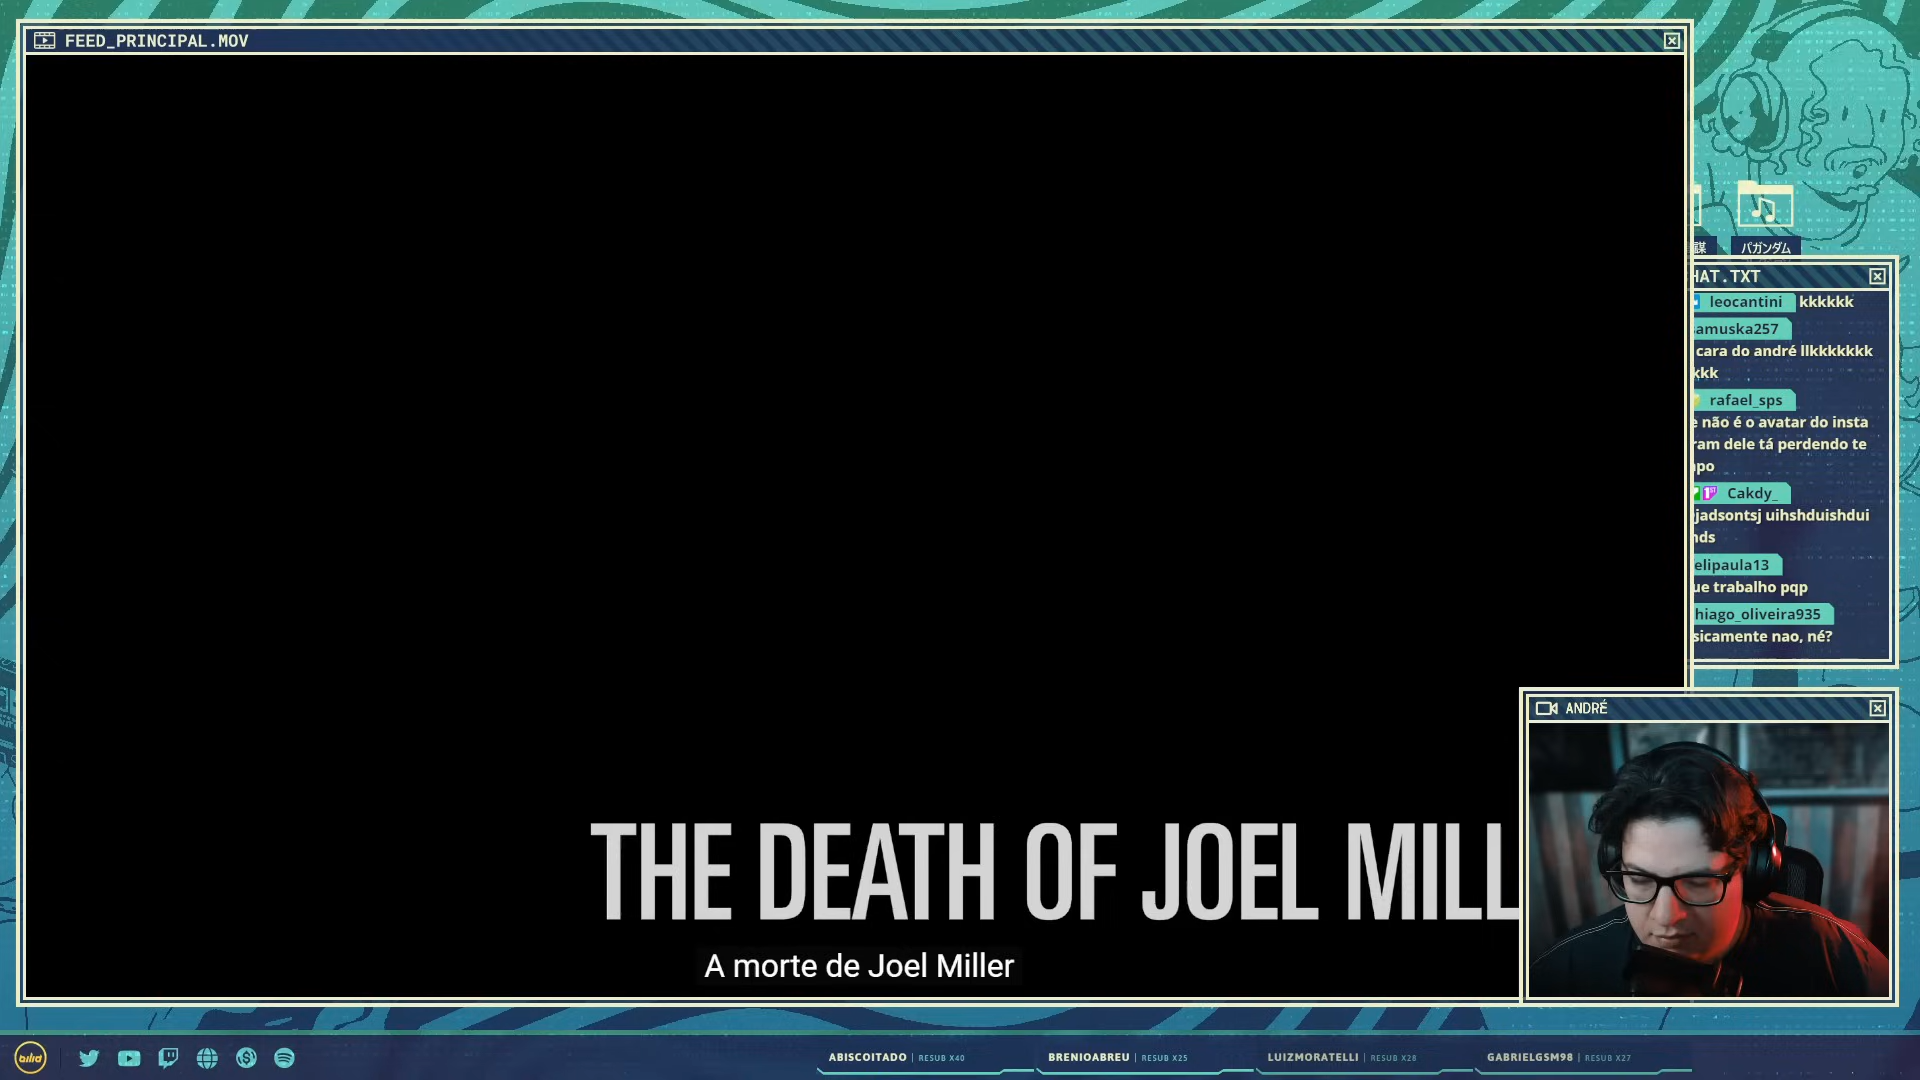 FEED_PRINCIPAL.MOV
パガンダム
HAT.TXT
leocantini kkkkkk
amuska257
cara do andré llkkkkkkk
kkk
rafael_sps
não é o avatar do insta
ram dele tá perdendo te
po
Cakdy_
jadsontsj uihshduishdui
nds
elipaula13
ue trabalho pqp
hiago_oliveira935
sicamente nao, né?
ANDRÉ
THE DEATH OF JOEL MILL
A morte de Joel Miller
ABISCOITADO | RESUB X40
BRENIOABREU | RESUB X25
LUIZMORATELLI | RESUB X28
GABRIELGSM98 | RESUB X27